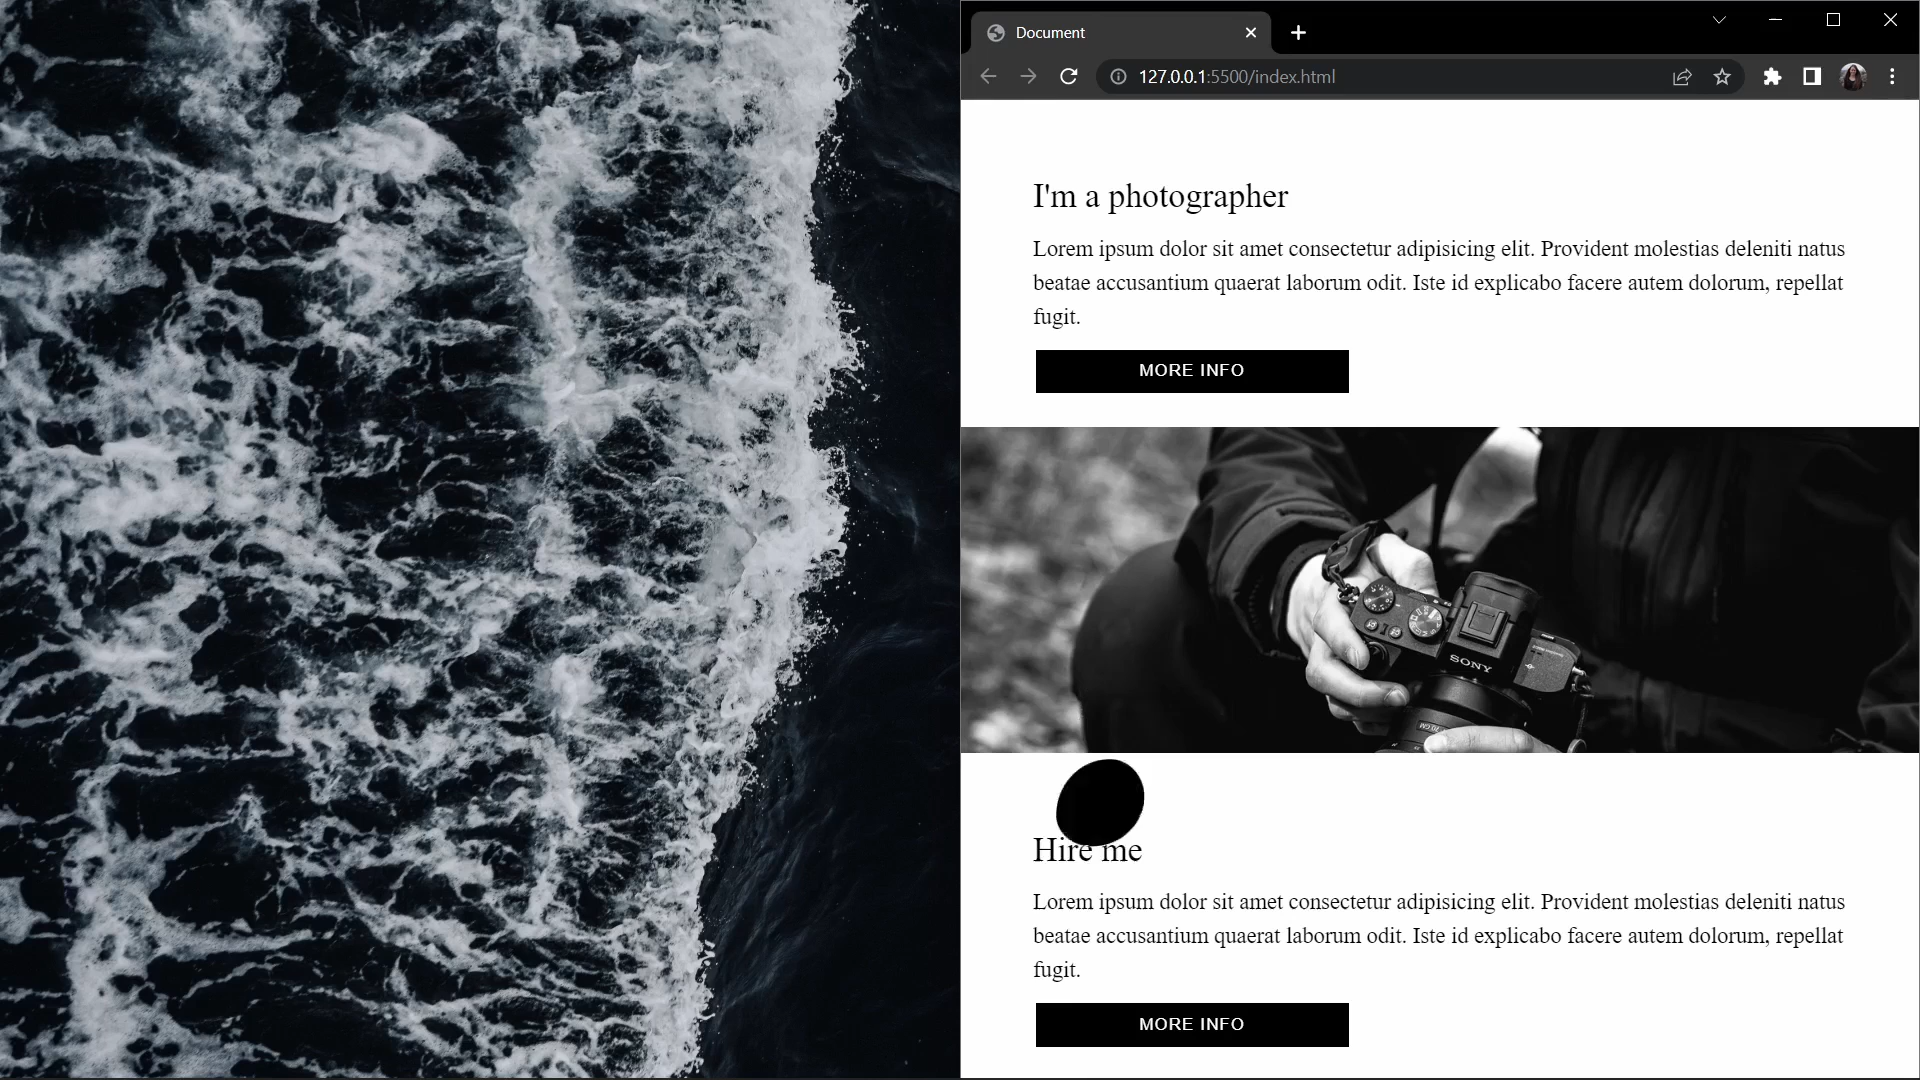 Document
127.0.0.1:5500/index.html
I'm a photographer
Lorem ipsum dolor sit amet consectetur adipisicing elit. Provident molestias deleniti natus
beatae accusantium quaerat laborum odit. Iste id explicabo facere autem dolorum, repellat
fugit.
MORE INFO
SONY
70 GM
Hire me
Lorem ipsum dolor sit amet consectetur adipisicing elit. Provident molestias deleniti natus
beatae accusantium quaerat laborum odit. Iste id explicabo facere autem dolorum, repellat
fugit.
MORE INFO